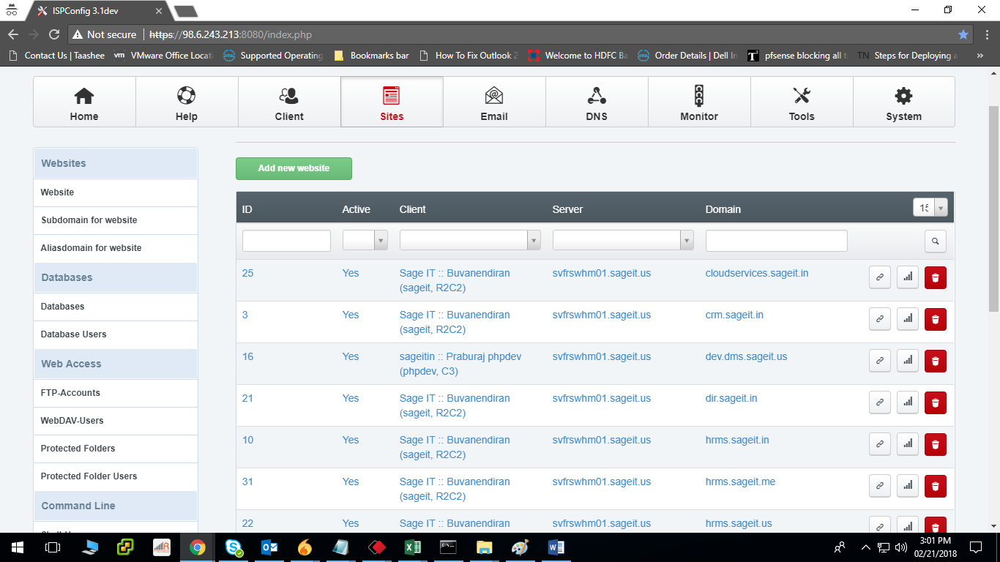 ISPConfig 3.1dev
Not secure
https://98.6.243.213:8080/index.php
Contact Us | Taashee
vm
VMware Office Locati
Supported Operating
Bookmarks bar
How To Fix Outlook 2
Welcome to HDFC Ba
Order Details | Dell In
pfsense blocking all t
TN
Steps for Deploying a
»
Home
Help
Client
Sites
Email
DNS
Monitor
Tools
System
Websites
Website
Subdomain for website
Aliasdomain for website
Databases
Databases
Database Users
Web Access
FTP-Accounts
WebDAV-Users
Protected Folders
Protected Folder Users
Command Line
Add new website
ID Active Client Server Domain 15
25 Yes Sage IT :: Buvanendiran svfrswhm01.sageit.us cloudservices.sageit.in
(sageit, R2C2)
3 Yes Sage IT :: Buvanendiran svfrswhm01.sageit.us crm.sageit.in
(sageit, R2C2)
16 Yes sageitin :: Praburaj phpdev svfrswhm01.sageit.us dev.dms.sageit.us
(phpdev, C3)
21 Yes Sage IT :: Buvanendiran svfrswhm01.sageit.us dir.sageit.in
(sageit, R2C2)
10 Yes Sage IT :: Buvanendiran svfrswhm01.sageit.us hrms.sageit.in
(sageit, R2C2)
31 Yes Sage IT :: Buvanendiran svfrswhm01.sageit.us hrms.sageit.me
(sageit, R2C2)
22 Yes Sage IT :: Buvanendiran svfrswhm01.sageit.us hrms.sageit.us
3:01 PM
02/21/2018